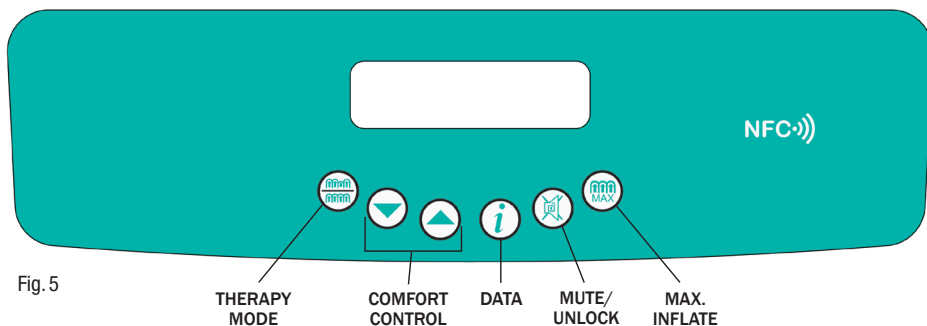 NFC
MAX
i
Fig. 5
THERAPY
MODE
COMFORT
CONTROL
DATA
MUTE/
UNLOCK
MAX.
INFLATE